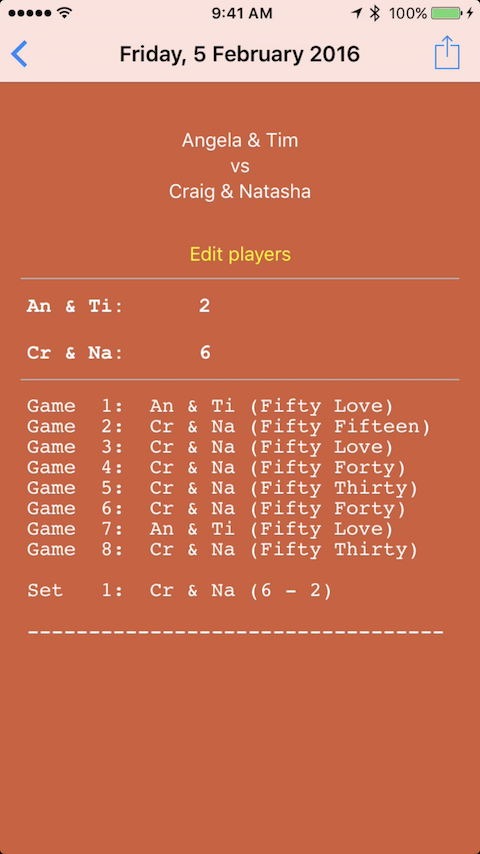 9:41 AM 100%
Friday, 5 February 2016
Angela & Tim
vs
Craig & Natasha
Edit players
An & Ti: 2
Cr & Na: 6
Game 1: An & Ti (Fifty Love)
Game 2: Cr & Na (Fifty Fifteen)
Game 3: Cr & Na (Fifty Love)
Game 4: Cr & Na (Fifty Forty)
Game 5: Cr & Na (Fifty Thirty)
Game 6: Cr & Na (Fifty Forty)
Game 7: An & Ti (Fifty Love)
Game 8: Cr & Na (Fifty Thirty)
Set 1: Cr & Na (6 - 2)
----------------------------------